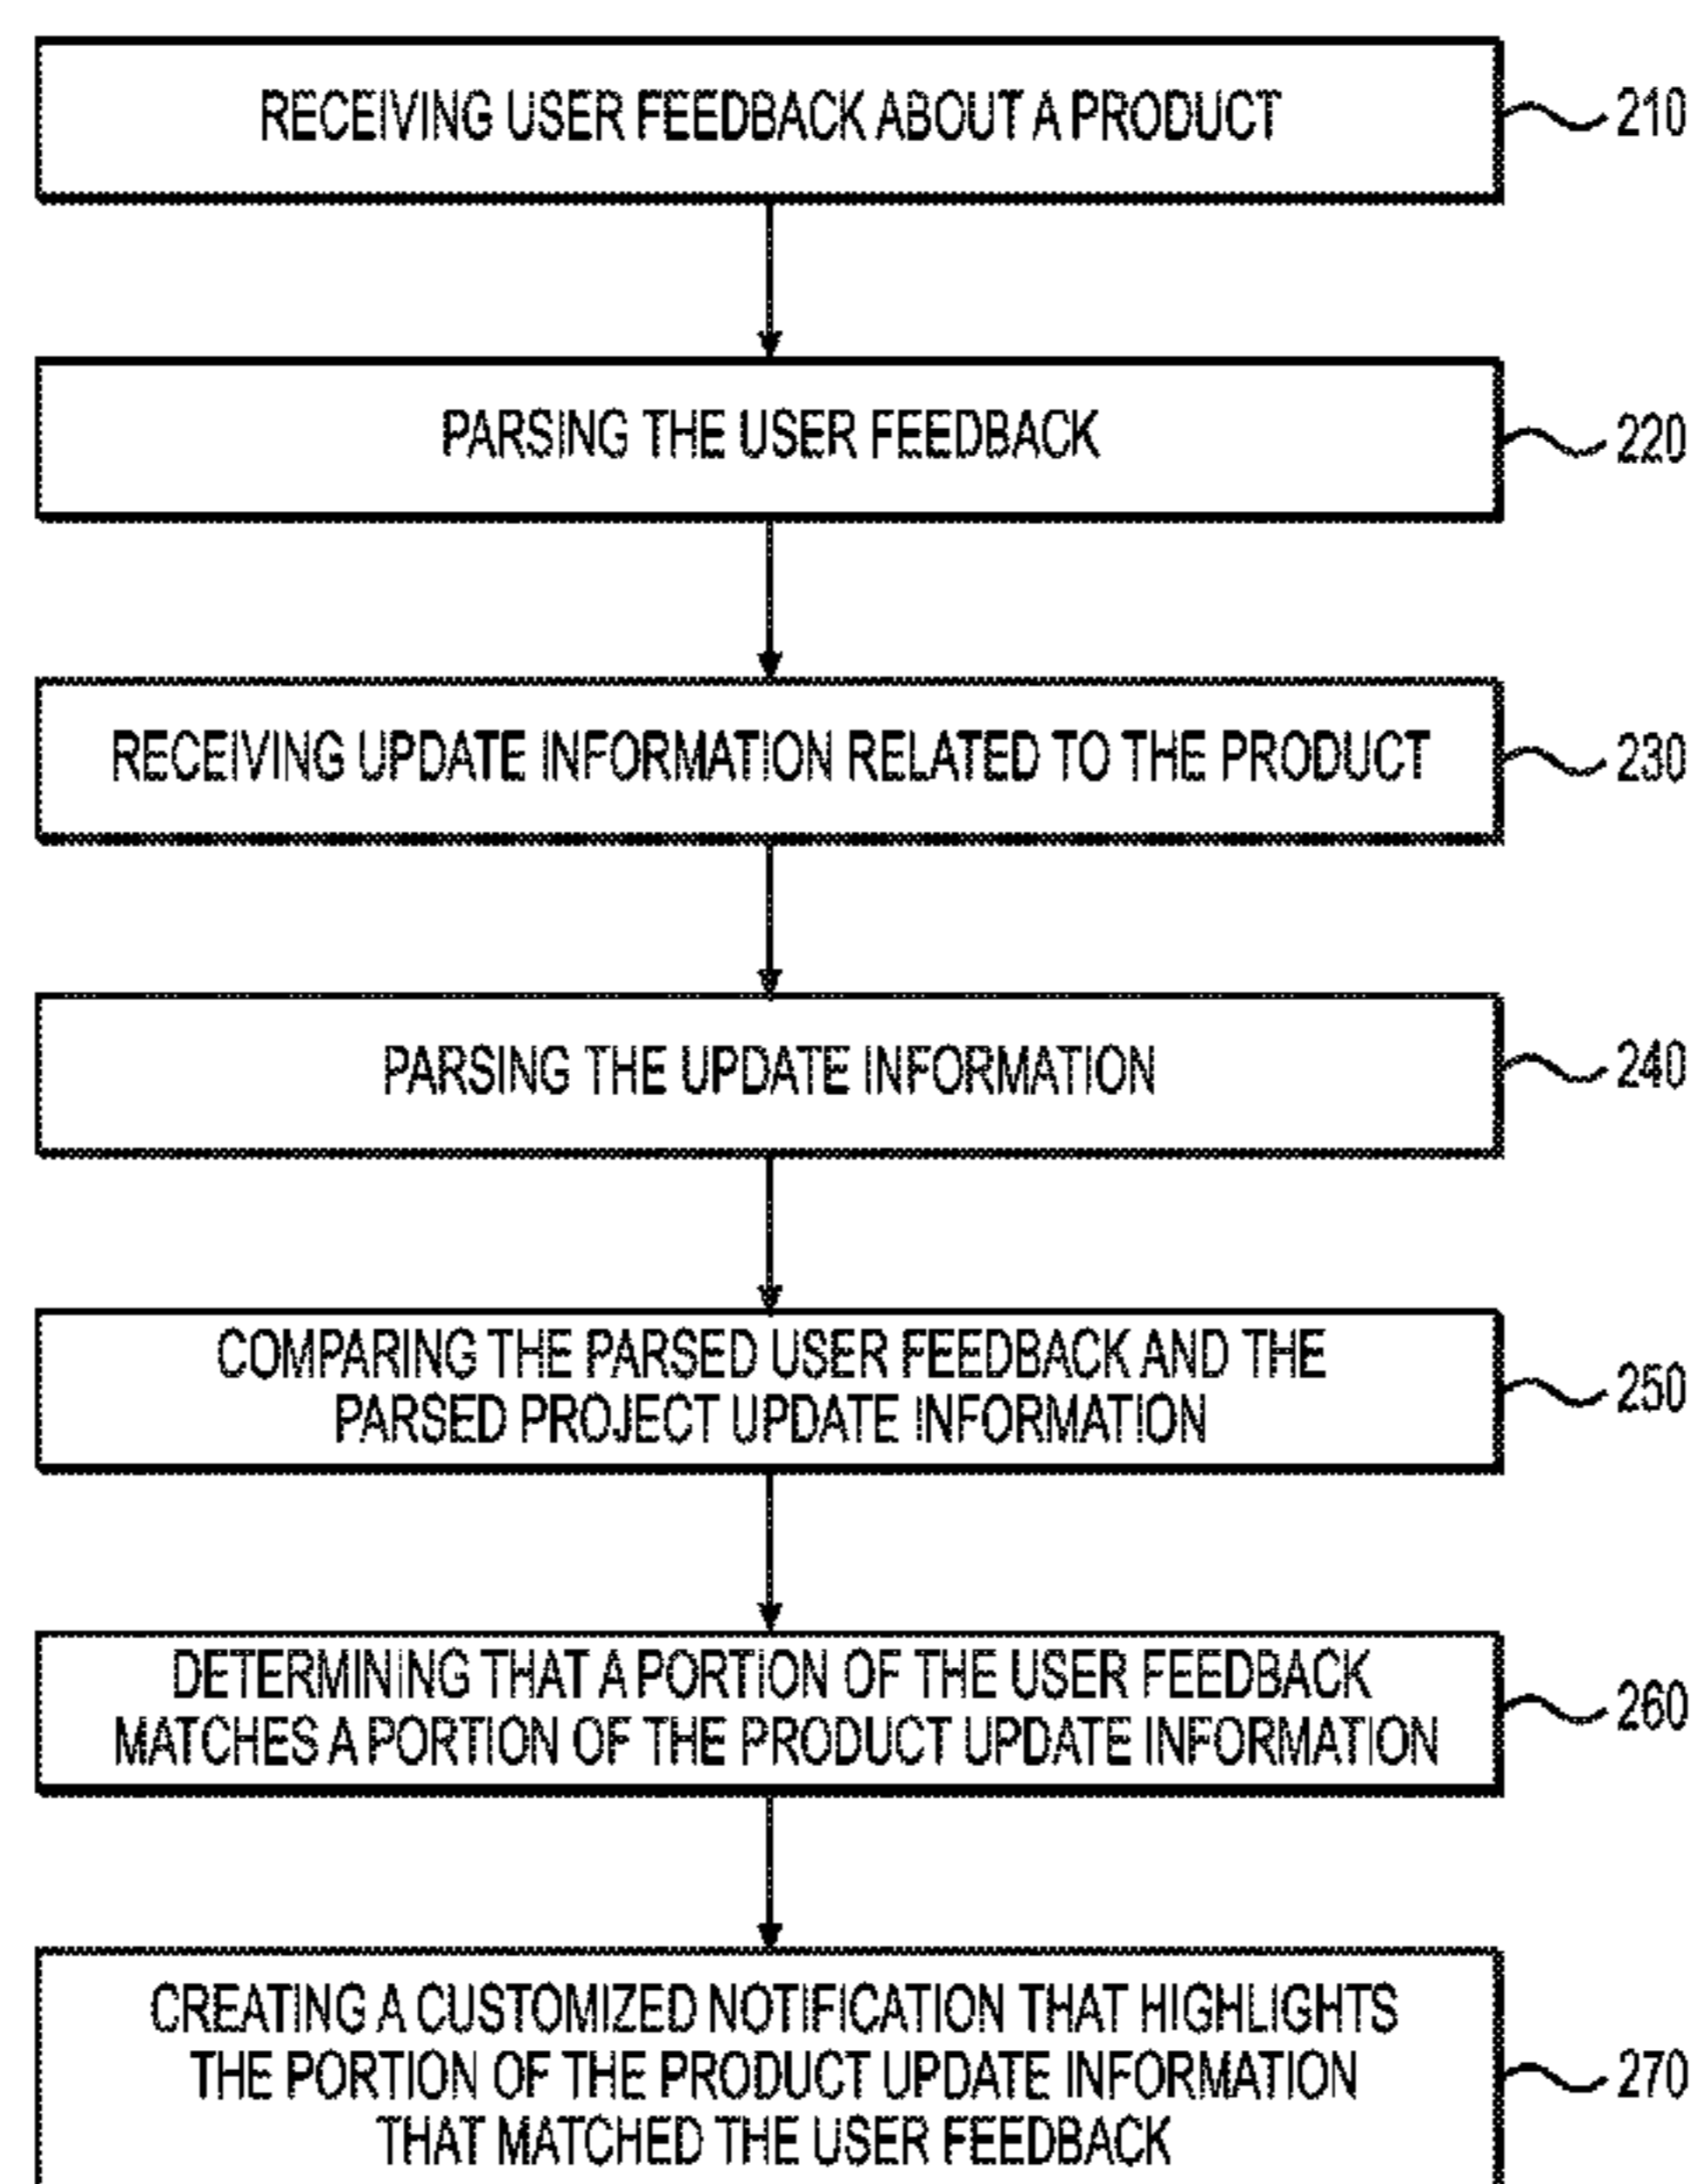 RECEIVING USER FEEDBACK ABOUT A PRODUCT
210
PARSING THE USER FEEDBACK
220
RECEIVING UPDATE INFORMATION RELATED TO THE PRODUCT
230
PARSING THE UPDATE INFORMATION
240
COMPARING THE PARSED USER FEEDBACK AND THE
PARSED PROJECT UPDATE INFORMATION
250
DETERMINING THAT A PORTION OF THE USER FEEDBACK
MATCHES A PORTION OF THE PRODUCT UPDATE INFORMATION
260
CREATING A CUSTOMIZED NOTIFICATION THAT HIGHLIGHTS
THE PORTION OF THE PRODUCT UPDATE INFORMATION
THAT MATCHED THE USER FEEDBACK
270